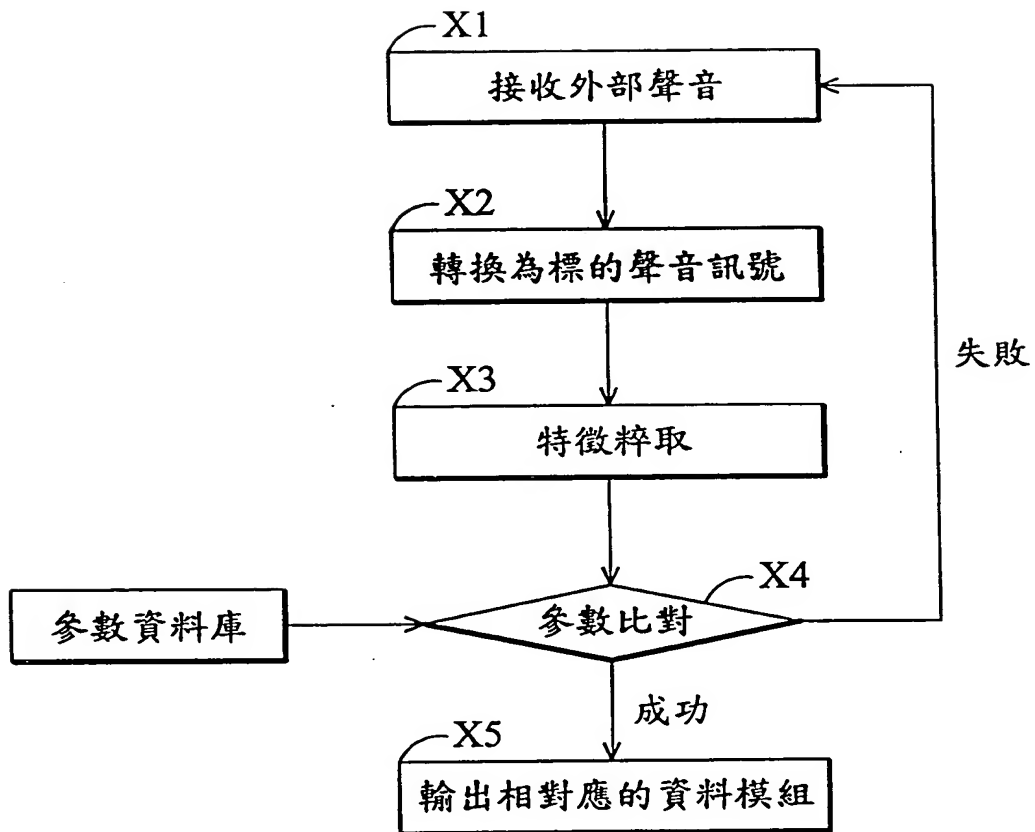 X1
接收外部聲音
X2
轉換為標的聲音訊號
失敗
X3
特徵粹取
X4
參數資料庫
參數比對
成功
X5
輸出相對應的資料模組